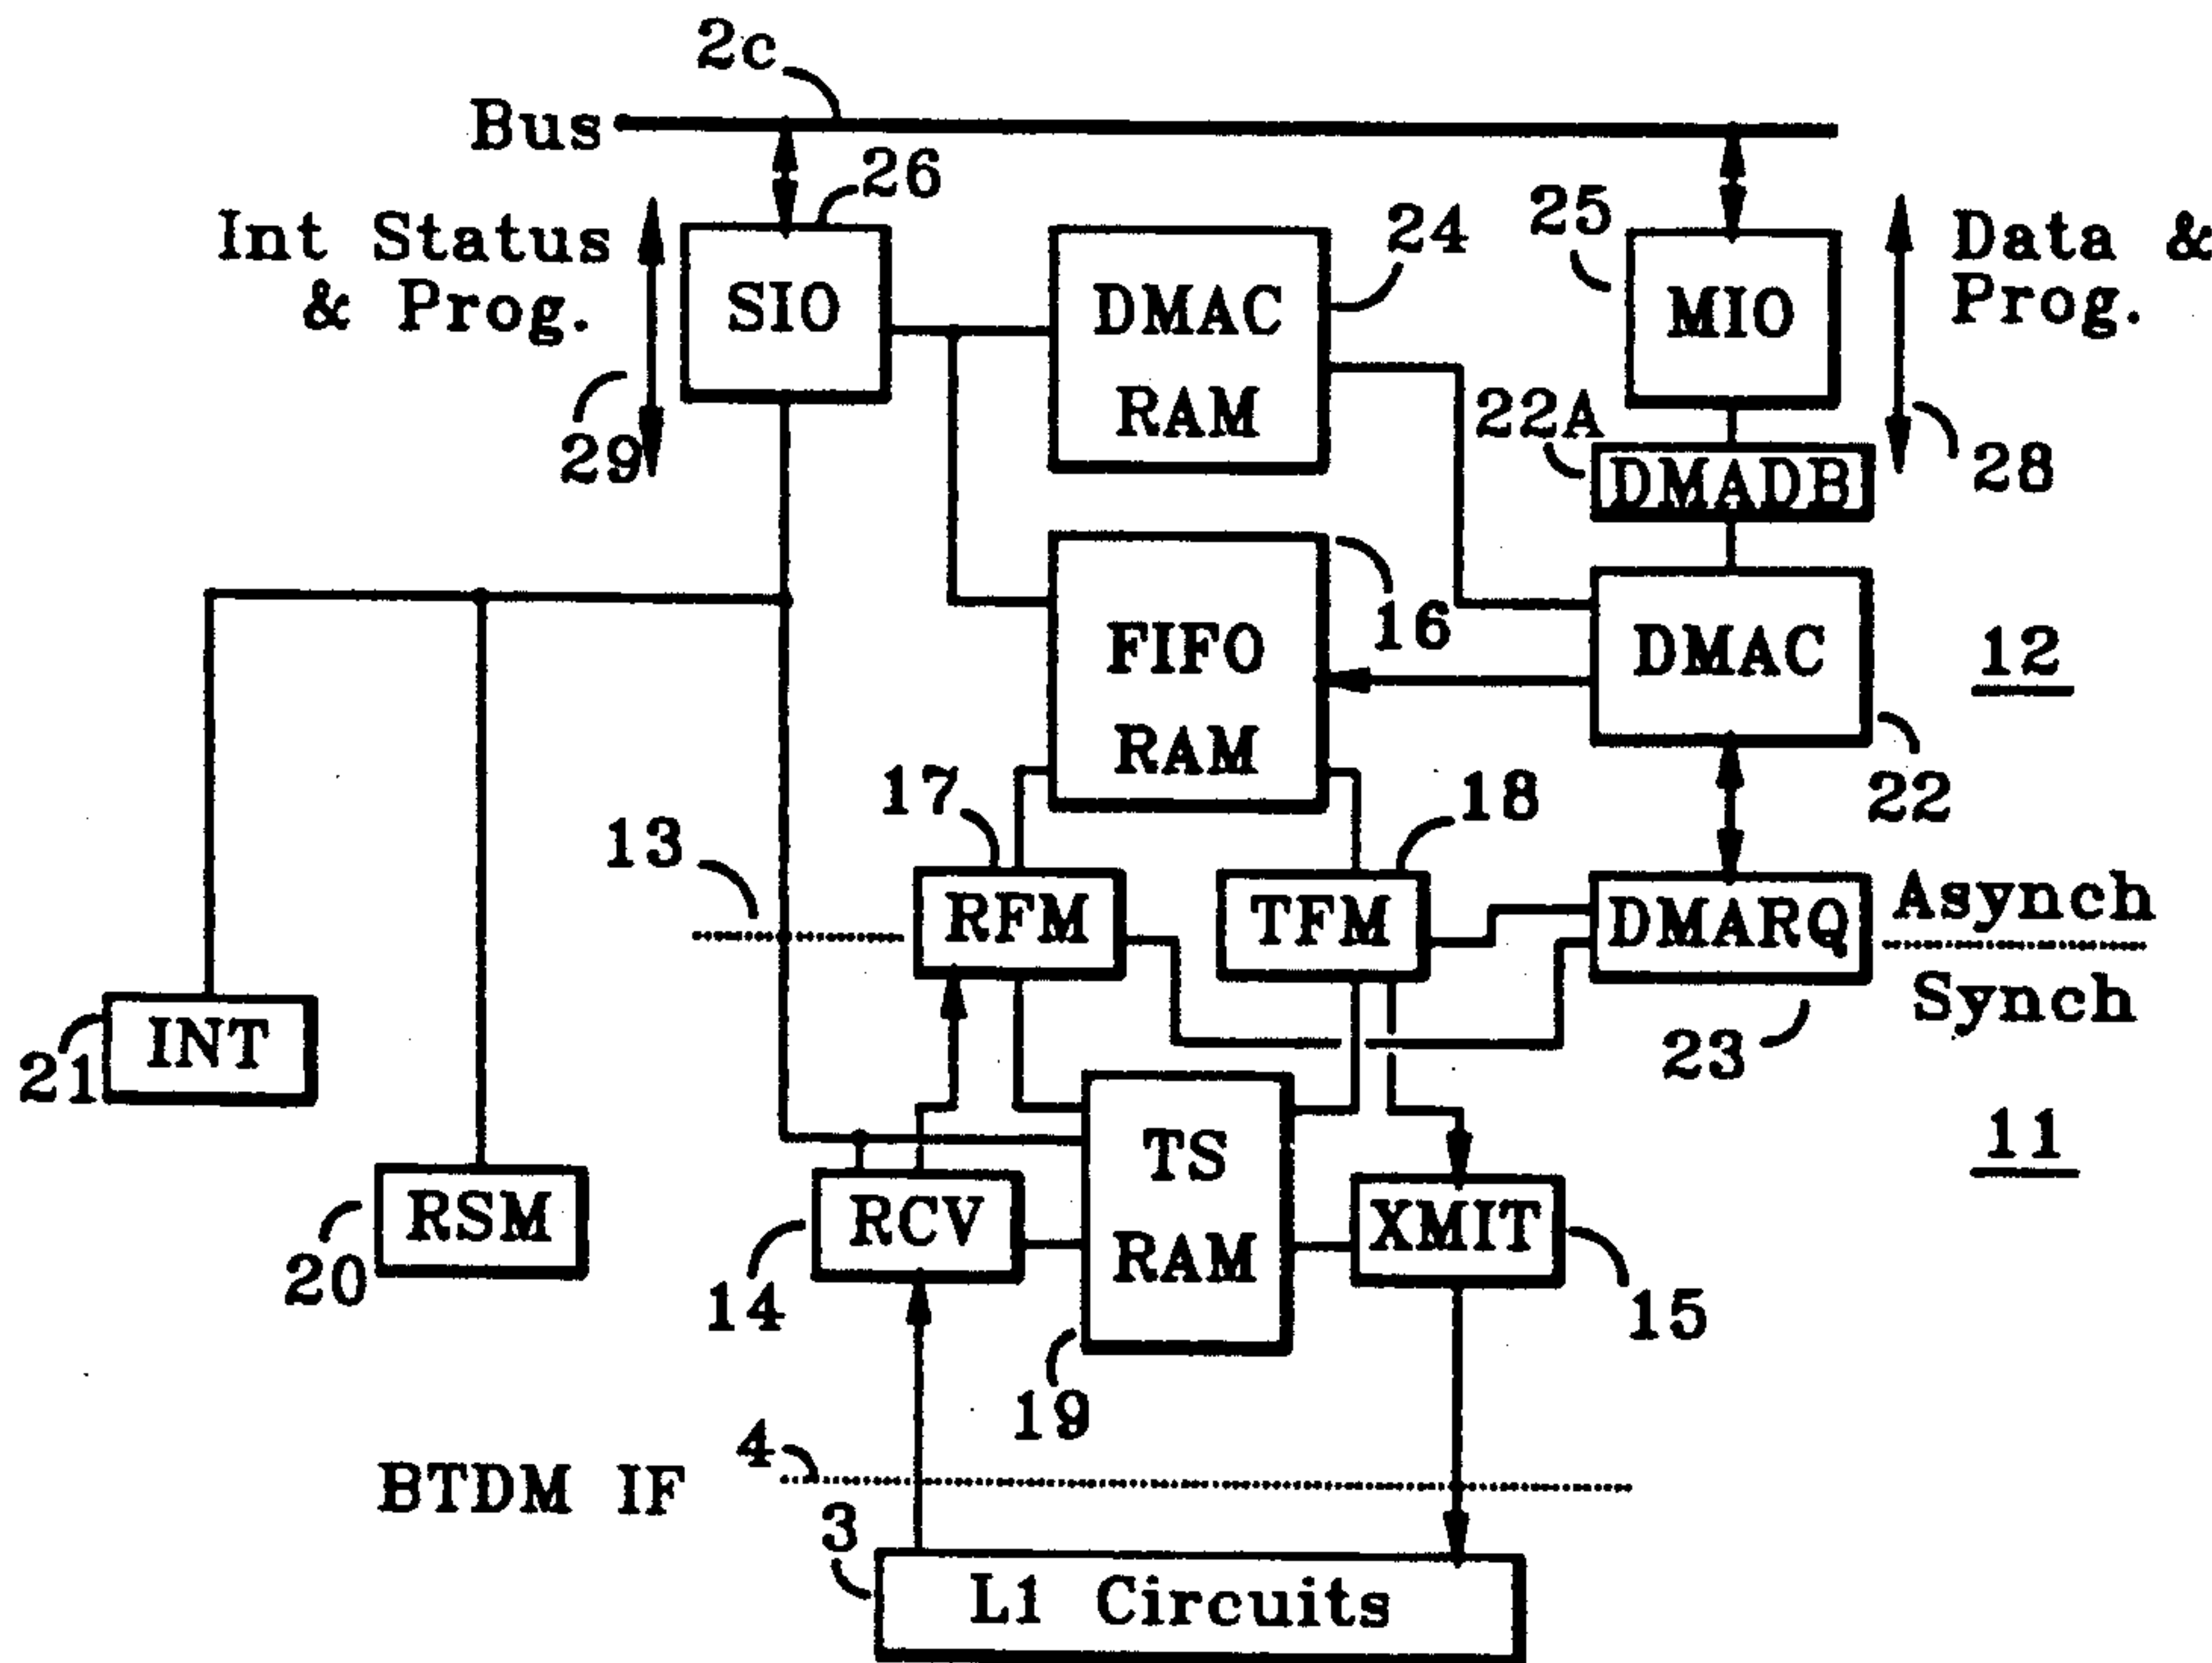 2c
Bus
26
Int Status
& Prog.
SIO
DMAC
RAM
24
25
MIO
Data &
Prog.
29
22A
DMADB
28
FIFO
RAM
16
DMAC
12
22
17
18
13
RFM
TFM
DMARQ
Asynch
Synch
23
INT
21
11
RSM
20
RCV
14
TS
RAM
19
XMIT
15
BTDM IF
4
3
L1 Circuits